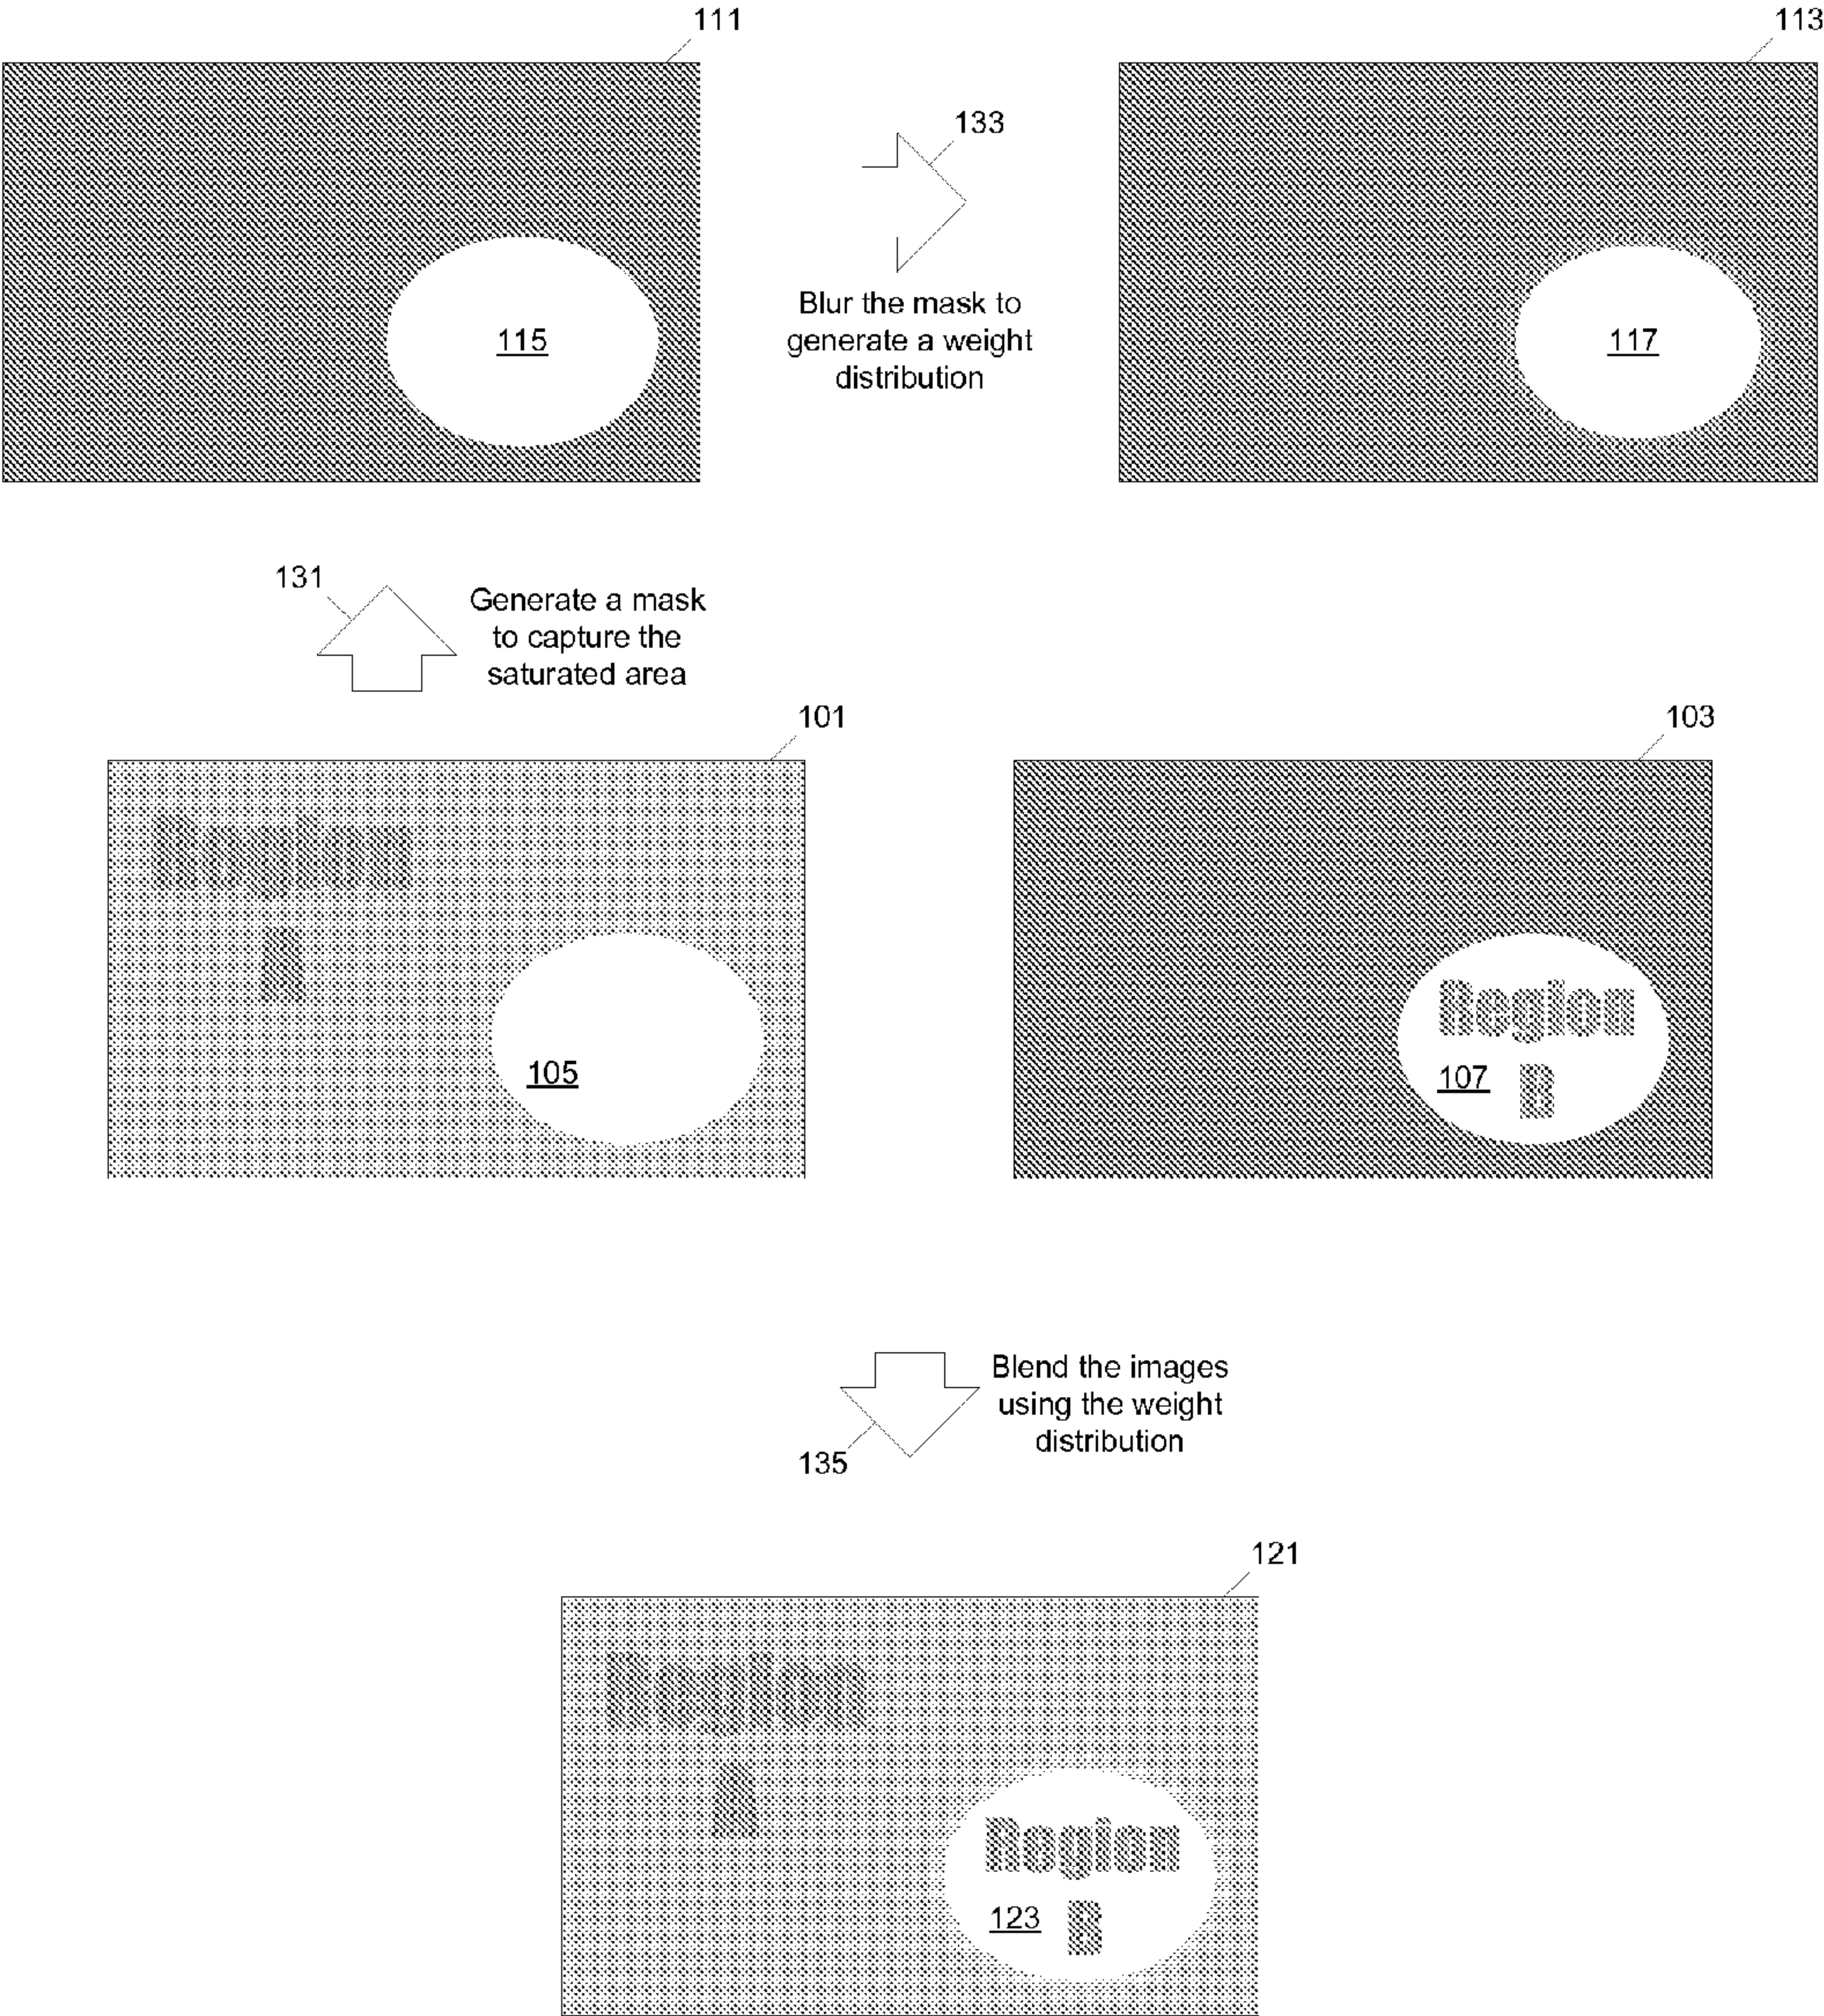 111
113
133
Blur the mask to
generate a weight
distribution
115
117
131
Generate a mask
to capture the
saturated area
101
103
Region
105
Region
107
B
Blend the images
using the weight
distribution
135
121
Region
Region
123
B